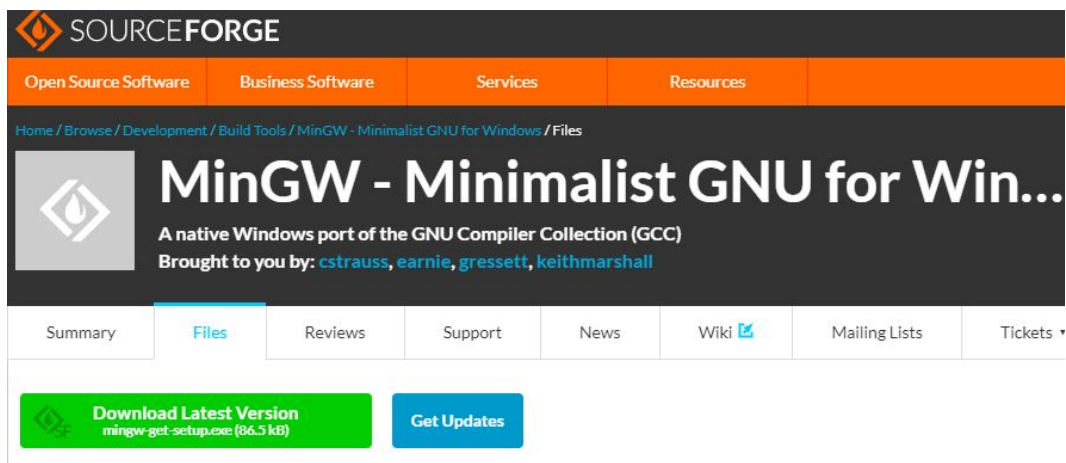 SOURCEFORGE
Open Source Software Business Software Services Resources
Home / Browse / Development / Build Tools / MinGW - Minimalist GNU for Windows / Files
MinGW - Minimalist GNU for Win...
A native Windows port of the GNU Compiler Collection (GCC)
Brought to you by: cstrauss, earnie, gressett, keithmarshall
Summary Files Reviews Support News Wiki Mailing Lists Tickets
Download Latest Version Get Updates
mingw-get-setup.exe (86.5 kB)
SF